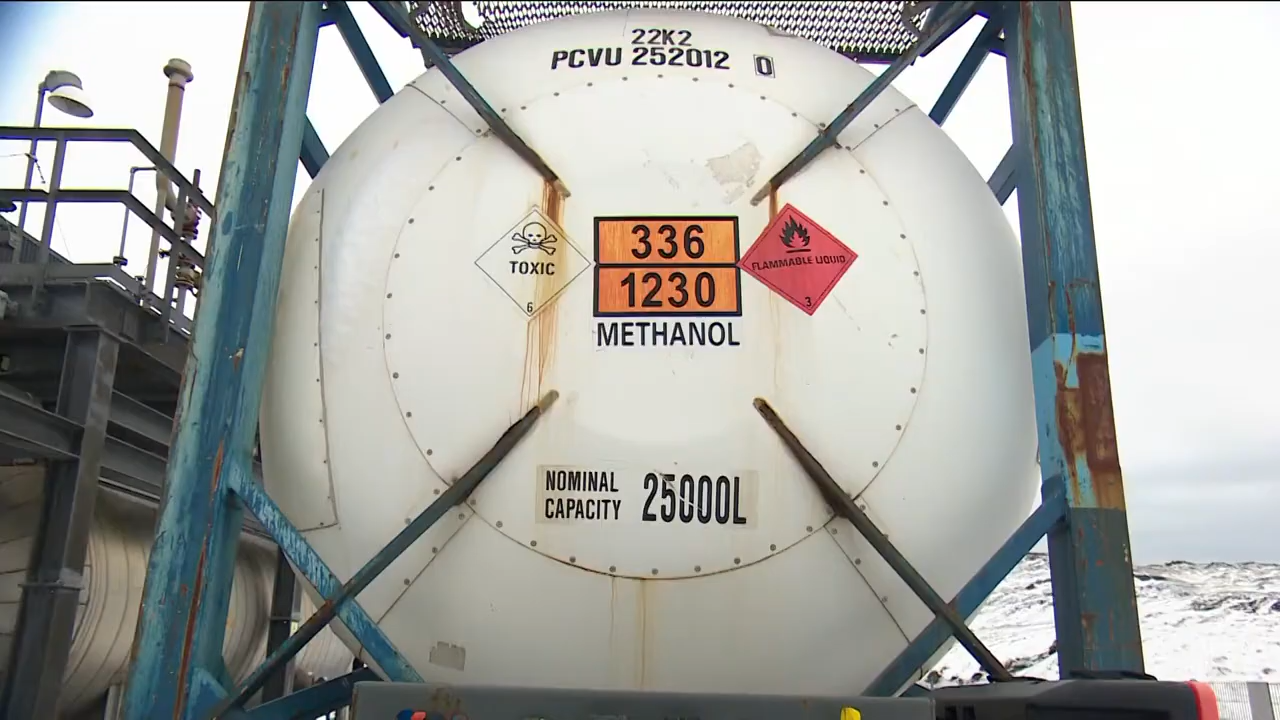 22K2
PCVU 252012 0
TOXIC
6
336
1230
METHANOL
FLAMMABLE LIQUID
3
NOMINAL
CAPACITY
25000L